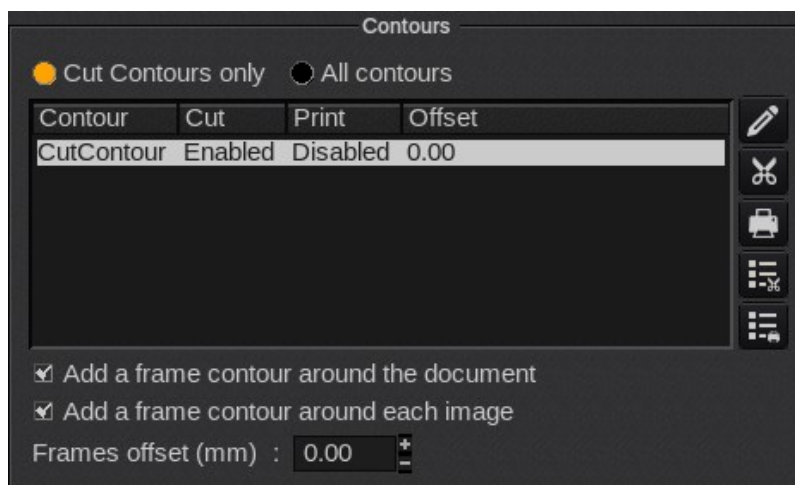 Contours
Cut Contours only All contours
Contour Cut Print Offset
CutContour Enabled Disabled 0.00
Add a frame contour around the document
Add a frame contour around each image
Frames offset (mm) : 0.00